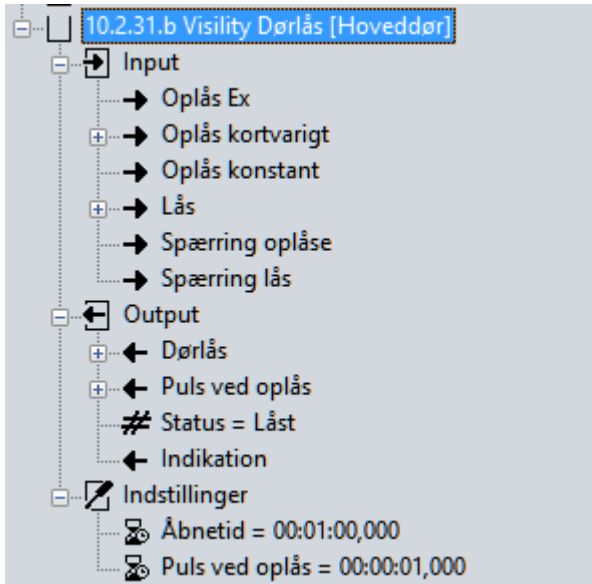 10.2.31.b Visility Dørlås [Hoveddør]
Input
Oplås Ex
Oplås kortvarigt
Oplås konstant
Lås
Spærring oplåse
Spærring lås
Output
Dørlås
Puls ved oplås
Status = Låst
Indikation
Indstillinger
Åbnetid = 00:01:00,000
Puls ved oplås = 00:00:01,000